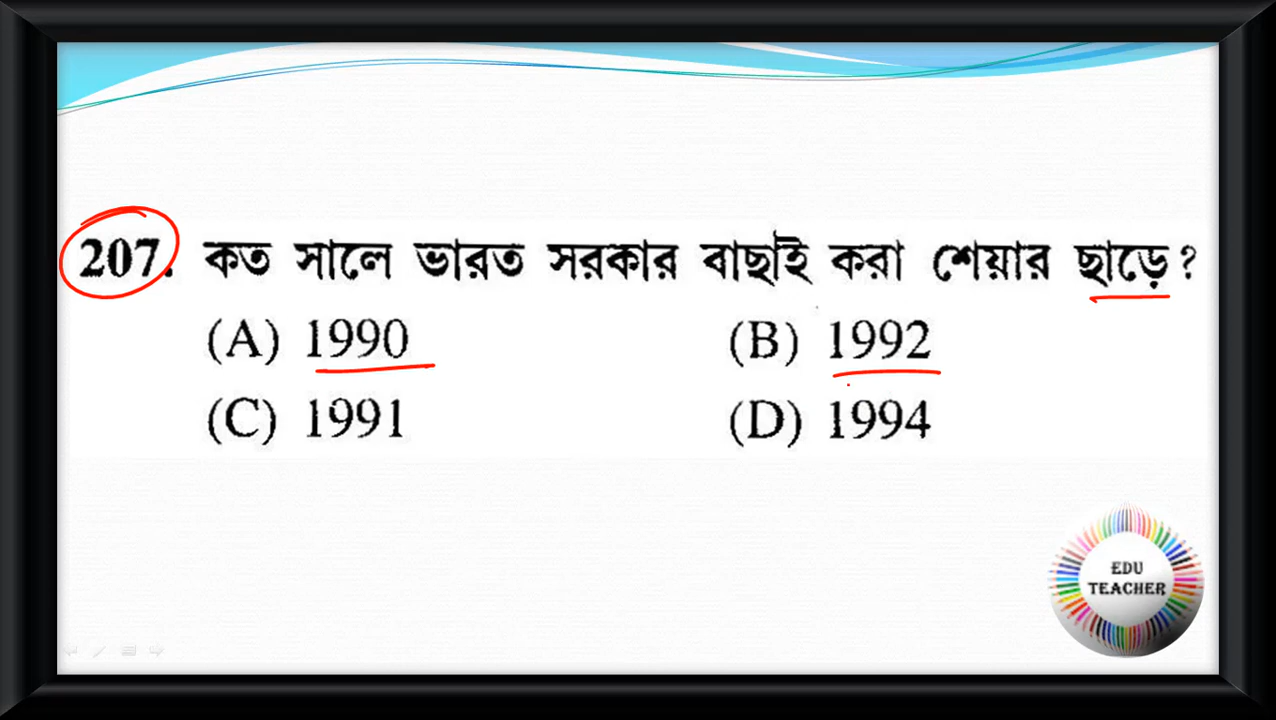 207. কত সালে ভারত সরকার বাছাই করা শেয়ার ছাড়ে?
(A) 1990 (B) 1992
(C) 1991 (D) 1994
EDU
TEACHER